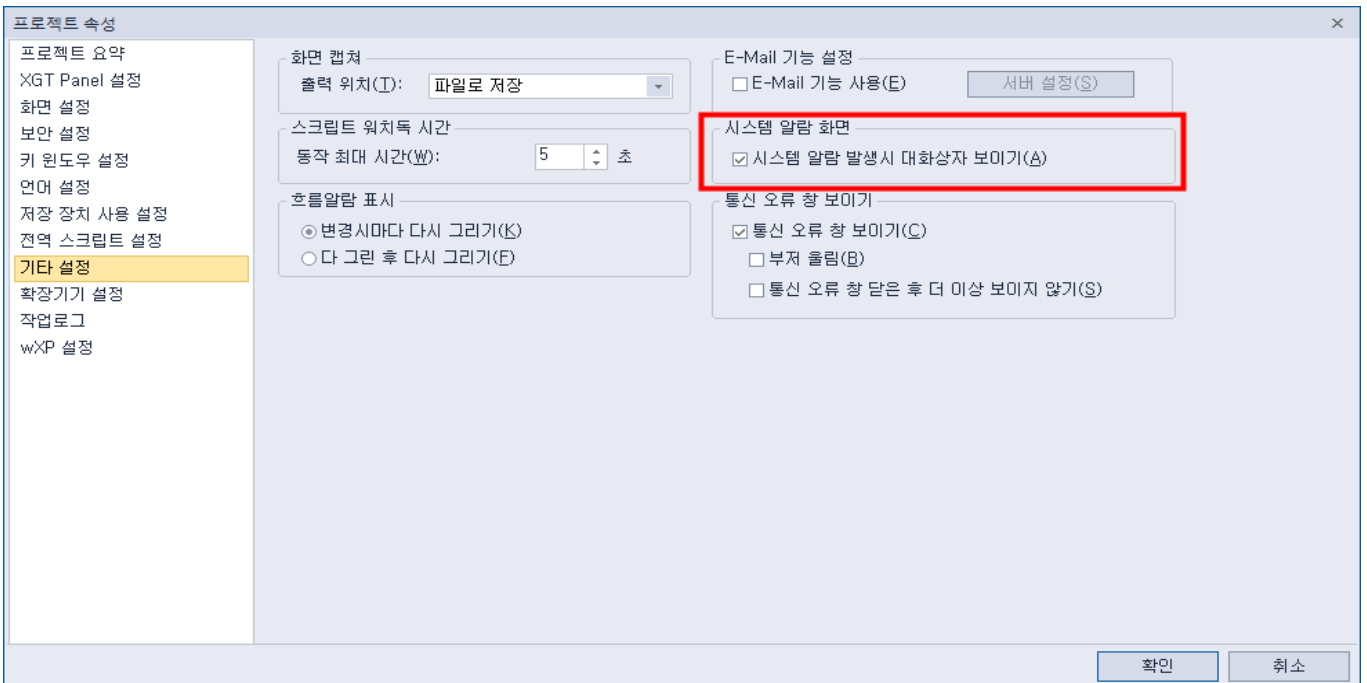 프로젝트 속성
프로젝트 요약
XGT Panel 설정
화면 설정
보안 설정
키 윈도우 설정
언어 설정
저장 장치 사용 설정
전역 스크립트 설정
기타 설정
확장기기 설정
작업로그
wXP 설정
화면 캡쳐
출력 위치(T): 파일로 저장
스크립트 워치독 시간
동작 최대 시간(W): 5 초
흐름알람 표시
변경시마다 다시 그리기(K)
다 그린 후 다시 그리기(F)
E-Mail 기능 설정
E-Mail 기능 사용(E) 서버 설정(S)
시스템 알람 화면
시스템 알람 발생시 대화상자 보이기(A)
통신 오류 창 보이기
통신 오류 창 보이기(C)
부저 울림(B)
통신 오류 창 닫은 후 더 이상 보이지 않기(S)
확인 취소